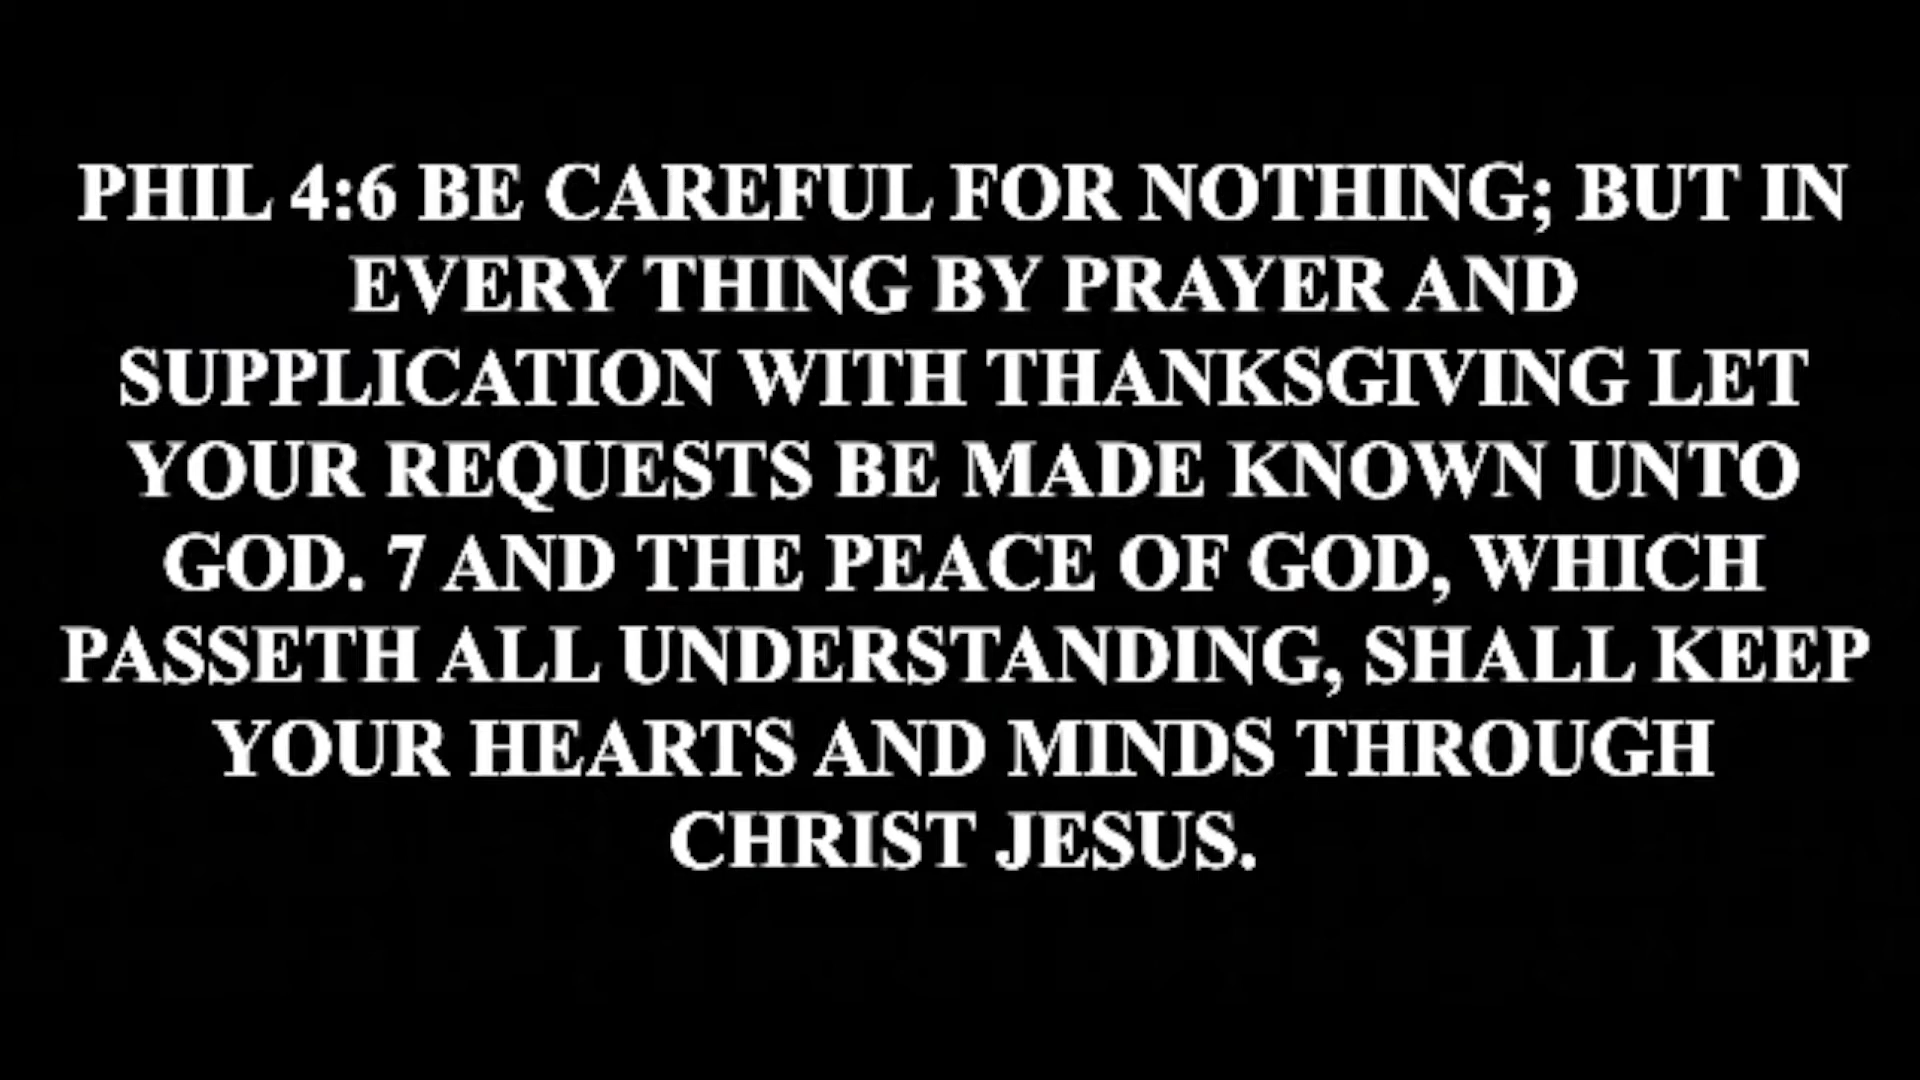 PHIL 4:6 BE CAREFUL FOR NOTHING; BUT IN
EVERY THING BY PRAYER AND
SUPPLICATION WITH THANKSGIVING LET
YOUR REQUESTS BE MADE KNOWN UNTO
GOD. 7 AND THE PEACE OF GOD, WHICH
PASSETH ALL UNDERSTANDING, SHALL KEEP
YOUR HEARTS AND MINDS THROUGH
CHRIST JESUS.